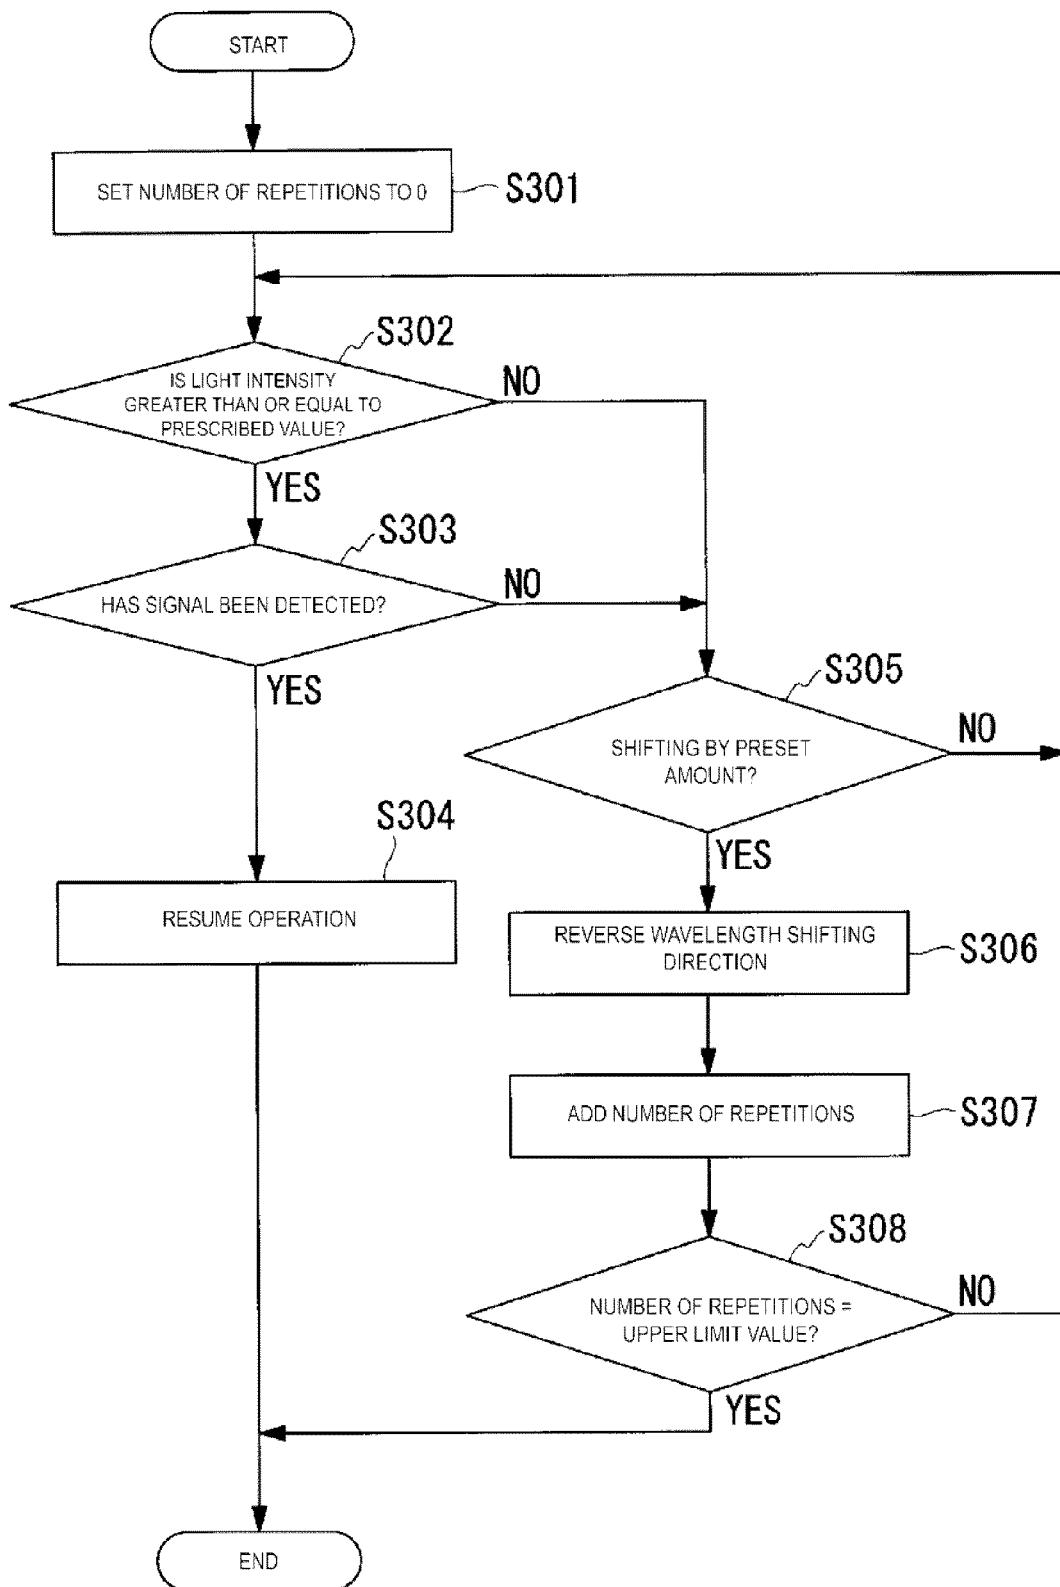 START
SET NUMBER OF REPETITIONS TO 0
S301
S302
IS LIGHT INTENSITY
GREATER THAN OR EQUAL TO
PRESCRIBED VALUE?
NO
YES
S303
HAS SIGNAL BEEN DETECTED?
NO
YES
S305
SHIFTING BY PRESET
AMOUNT?
NO
YES
S304
RESUME OPERATION
REVERSE WAVELENGTH SHIFTING
DIRECTION
S306
ADD NUMBER OF REPETITIONS
S307
S308
NUMBER OF REPETITIONS =
UPPER LIMIT VALUE?
NO
YES
END